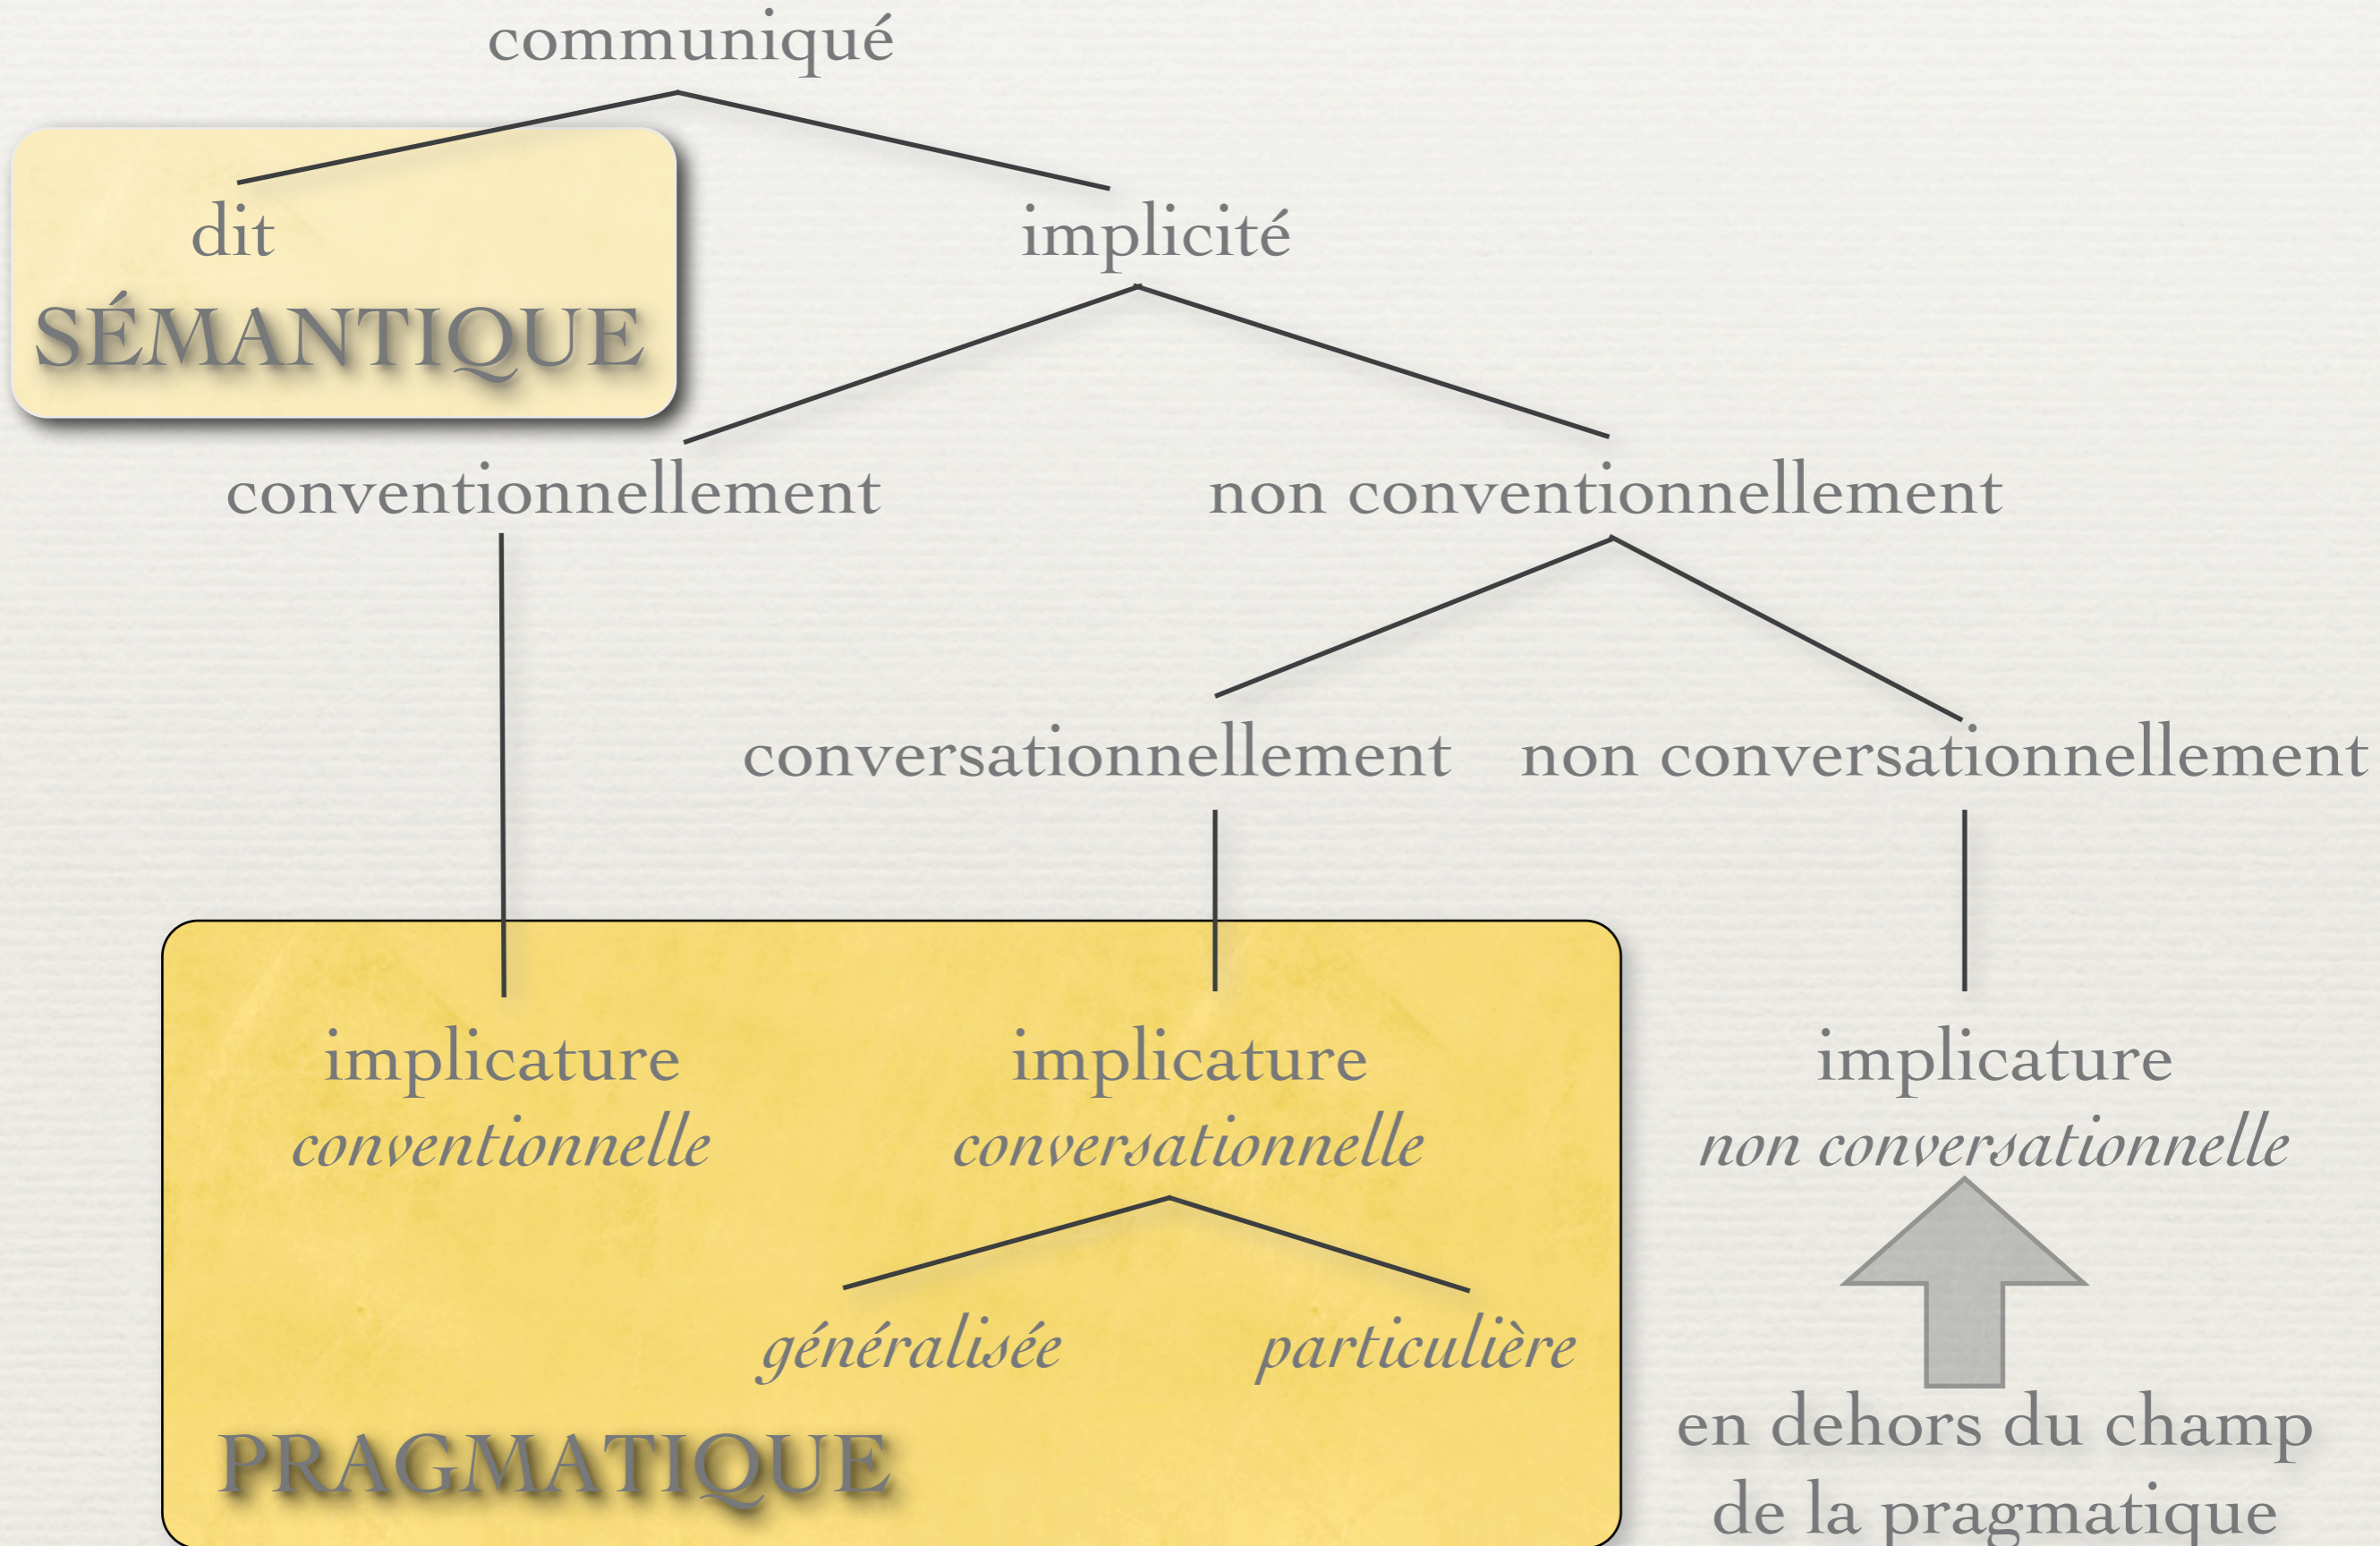 communiqué
dit
implicité
SÉMANTIQUE
conventionnellement
non conventionnellement
conversationnellement
non conversationnellement
implicature
conventionnelle
implicature
conversationnelle
implicature
non conversationnelle
généralisée
particulière
PRAGMATIQUE
en dehors du champ
de la pragmatique